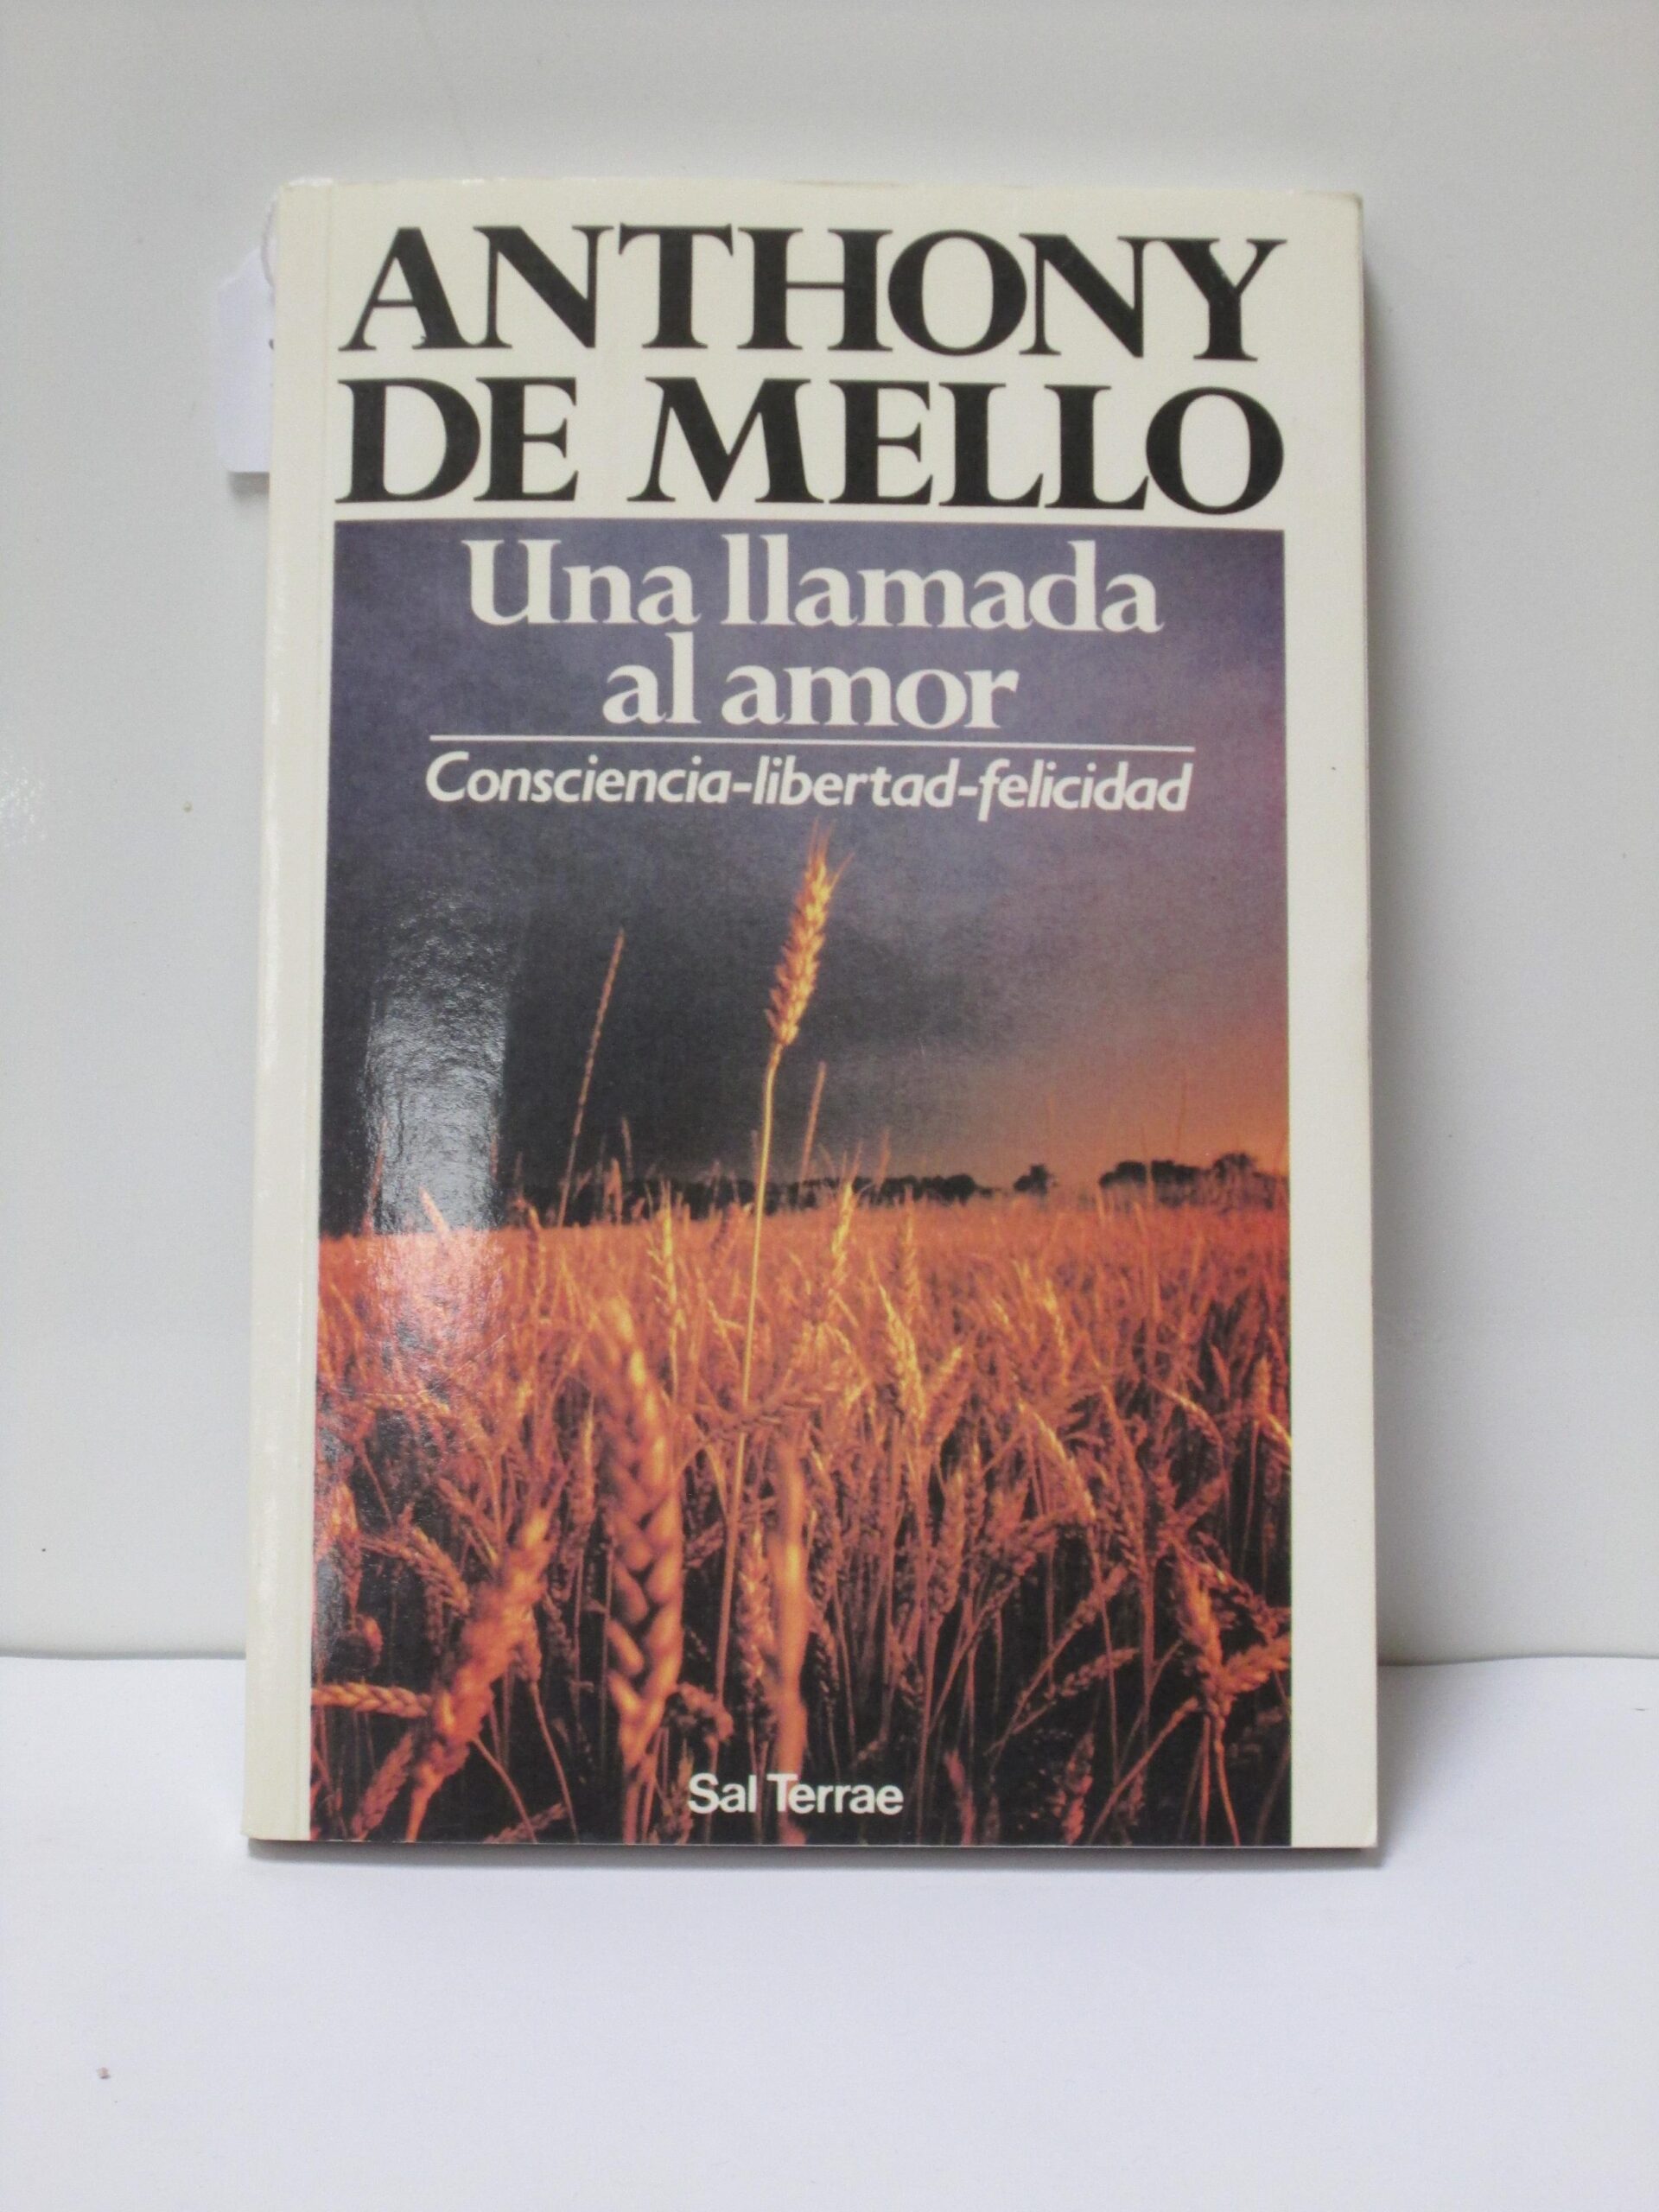 ANTHONY
DE MELLO
Una llamada
al amor
Consciencia-libertad-felicidad
Sal Terrae